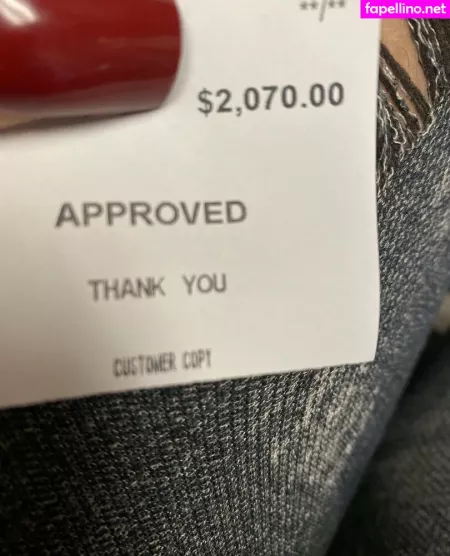 fapellino.net
**/**
$2,070.00
APPROVED
THANK YOU
CUSTOMER COPY